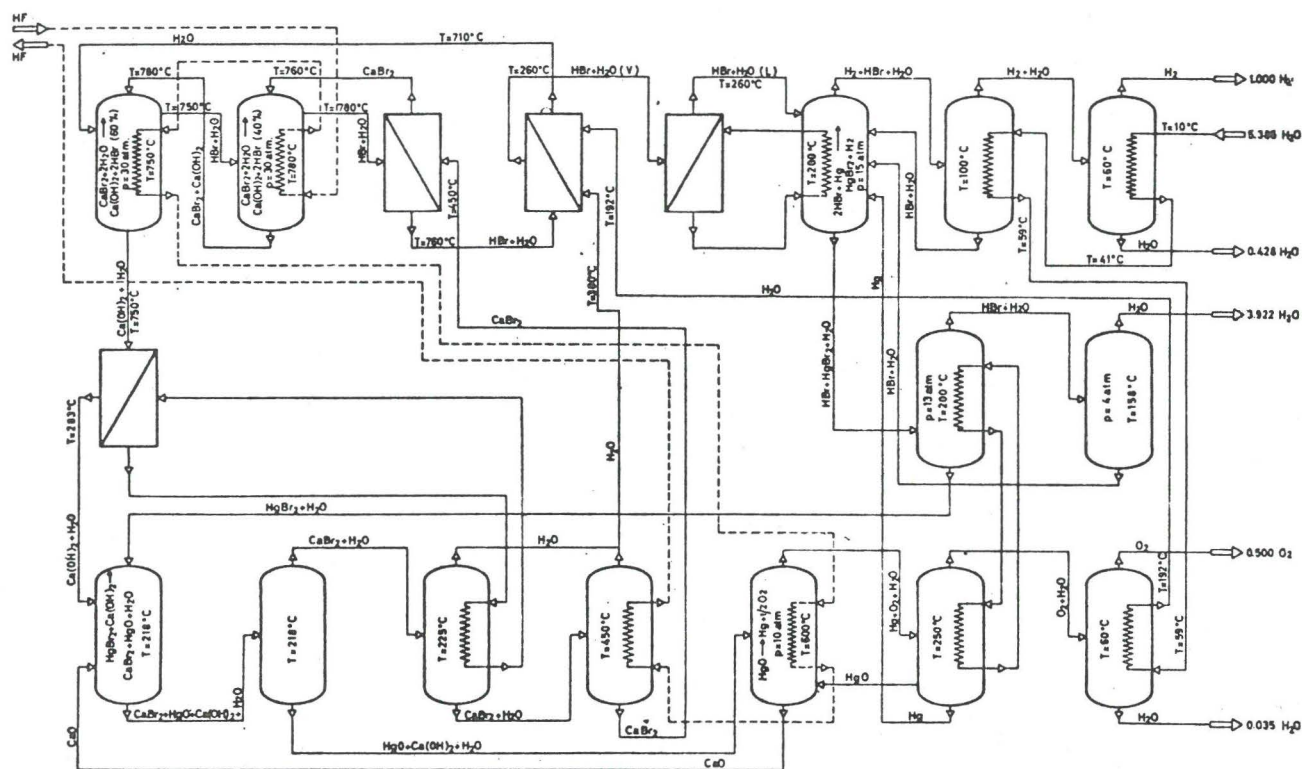 HF
HF
H₂O
T=710°C
T=780°C
T=760°C
CaBr₂
T=260°C
HBr+H₂O (V)
HBr+H₂O (L)
T=260°C
H₂+HBr+H₂O
H₂+H₂O
H₂
1.000 H₂
CaBr₂+2H₂O →
Ca(OH)₂+2HBr (60%)
p=30 atm.
T=750°C
T=750°C
HBr+H₂O
CaBr₂+Ca(OH)₂
CaBr₂+2H₂O →
Ca(OH)₂+2HBr (40%)
p=30 atm.
T=780°C
T=780°C
HBr+H₂O
T=450°C
T=760°C
HBr+H₂O
T=380°C
T=192°C
T=280°C
2HBr+Hg →
HgBr₂+H₂
p=15 atm
HBr+H₂O
T=100°C
T=59°C
T=60°C
T=10°C
5.386 H₂O
T=41°C
H₂O
0.428 H₂O
Ca(OH)₂+H₂O
T=750°C
CaBr₂
H₂O
Hg
HBr+HgBr₂+H₂O
HBr+H₂O
HBr+H₂O
H₂O
3.922 H₂O
p=13 atm
T=200°C
p=4 atm
T=158°C
T=283°C
H₂O
HgBr₂+H₂O
Ca(OH)₂+H₂O
HgBr₂+Ca(OH)₂ →
CaBr₂+HgO+H₂O
T=218°C
CaBr₂+H₂O
T=218°C
H₂O
T=225°C
T=450°C
HgO → Hg+1/2O₂
p=10 atm
T=600°C
Hg+O₂+H₂O
T=250°C
O₂+H₂O
O₂
0.500 O₂
T=60°C
T=192°C
T=59°C
HgO
Hg
CaBr₂+HgO+Ca(OH)₂+
H₂O
CaBr₂+H₂O
CaBr₂
H₂O
0.035 H₂O
CaO
HgO+Ca(OH)₂+H₂O
CaO